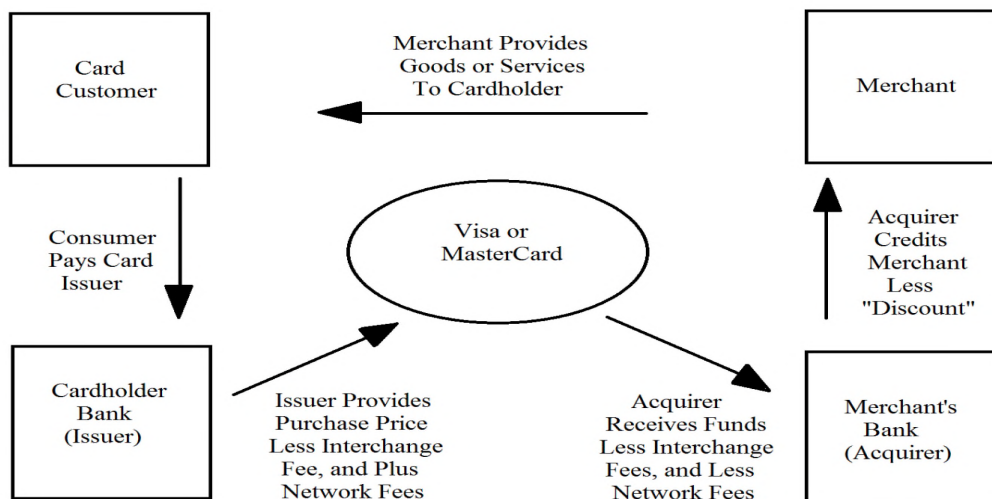 Card
Customer
Merchant Provides
Goods or Services
To Cardholder
Merchant
Consumer
Pays Card
Issuer
Visa or
MasterCard
Acquirer
Credits
Merchant
Less
"Discount"
Cardholder
Bank
(Issuer)
Issuer Provides
Purchase Price
Less Interchange
Fee, and Plus
Network Fees
Acquirer
Receives Funds
Less Interchange
Fees, and Less
Network Fees
Merchant's
Bank
(Acquirer)